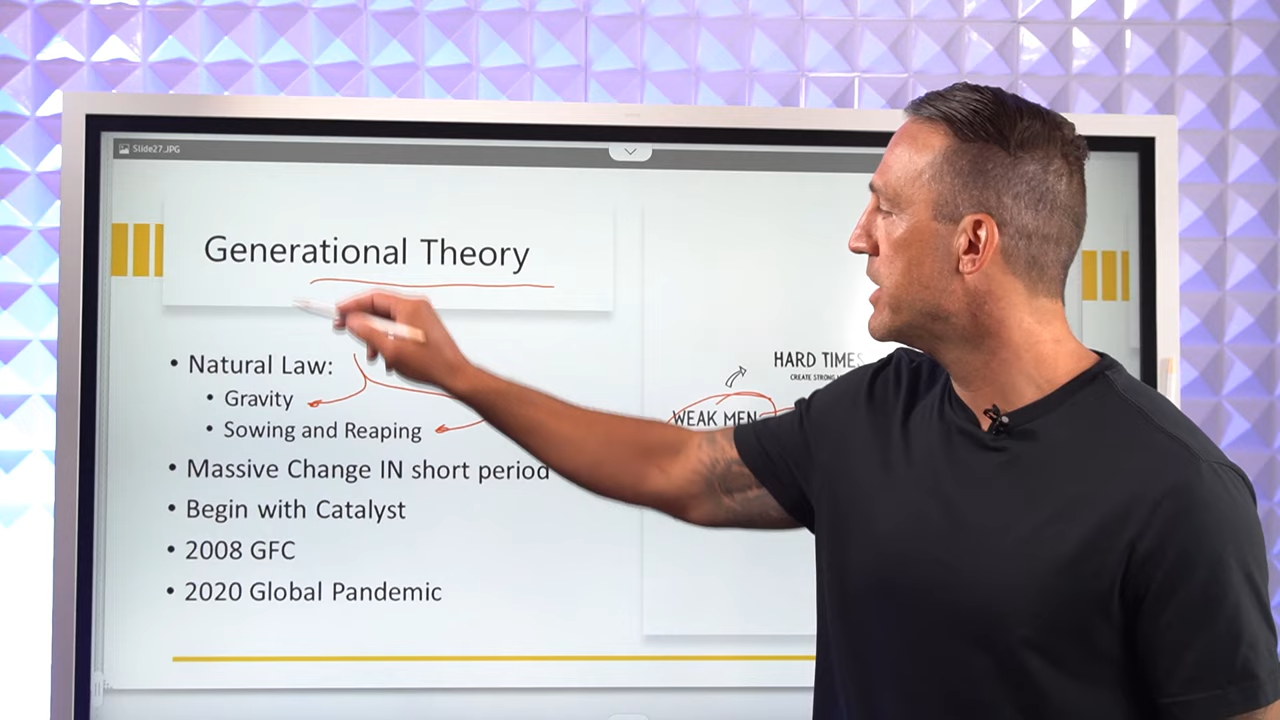 Slide27.JPG
Generational Theory
• Natural Law:
• Gravity
• Sowing and Reaping
• Massive Change IN short period
• Begin with Catalyst
• 2008 GFC
• 2020 Global Pandemic
HARD TIMES
CREATE STRONG
WEAK MEN